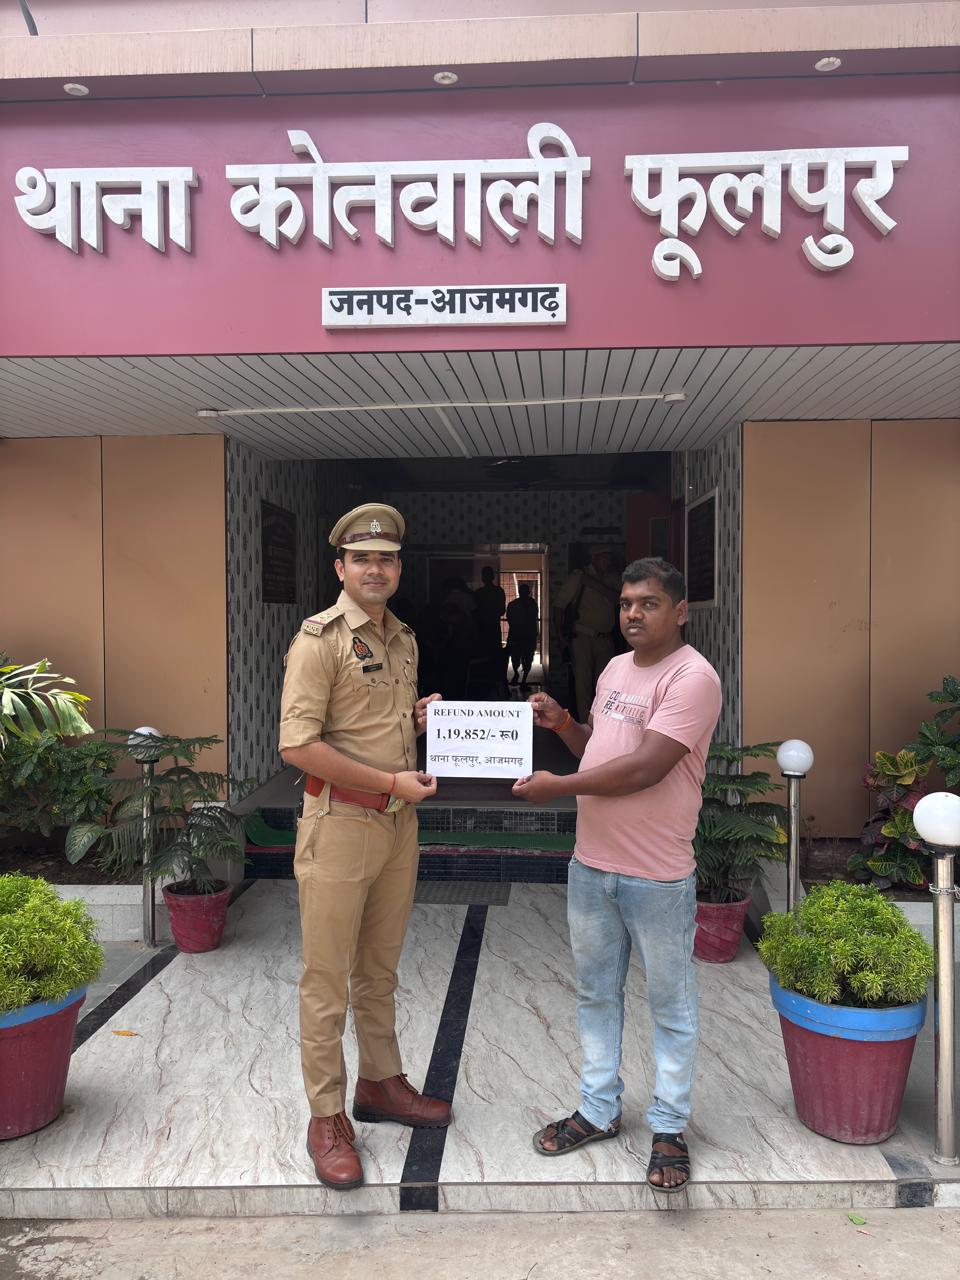 थाना कोतवाली फूलपुर
जनपद-आजमगढ़
REFUND AMOUNT
1,19,852/- रू0
थाना फूलपुर, आजमगढ़